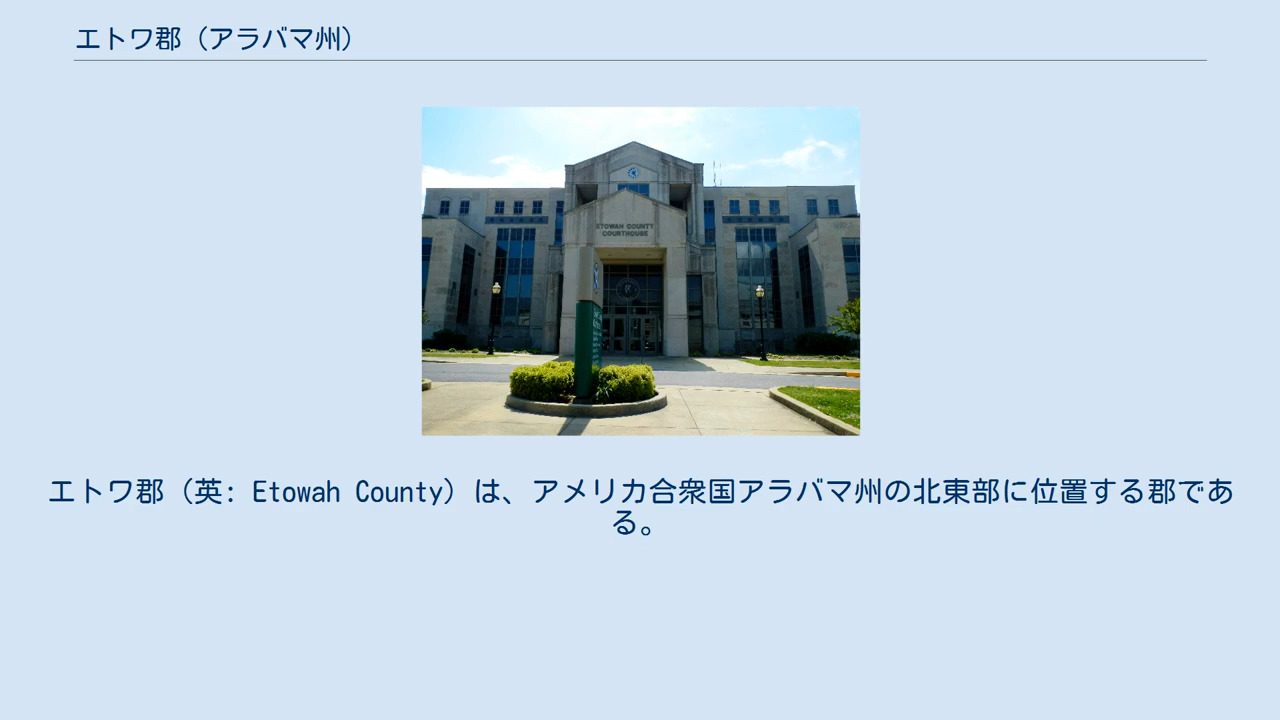 エトワ郡（アラバマ州）
ETOWAH COUNTY
COURTHOUSE
エトワ郡（英: Etowah County）は、アメリカ合衆国アラバマ州の北東部に位置する郡であ
る。